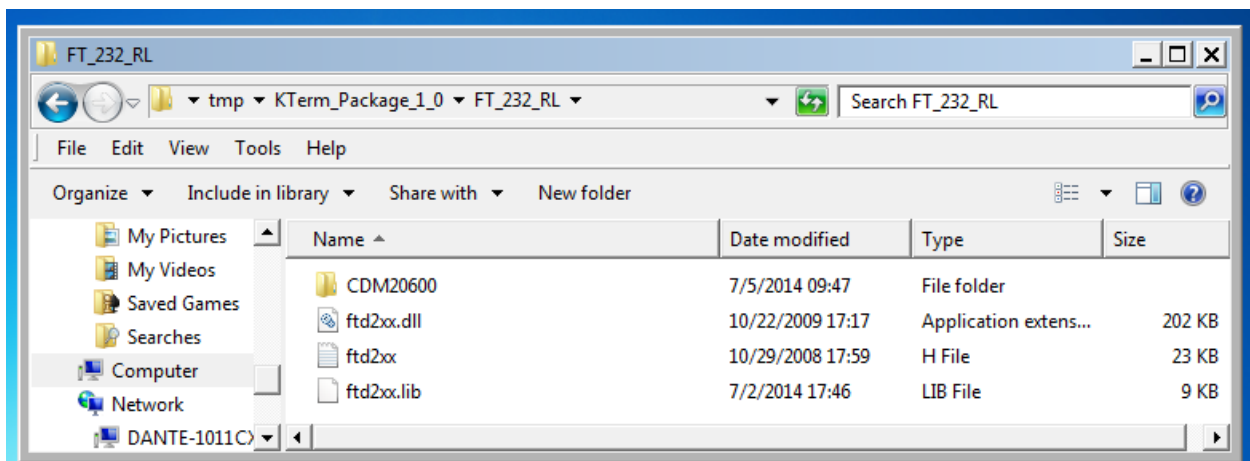 FT_232_RL
tmp KTerm_Package_1_0 FT_232_RL Search FT_232_RL
File Edit View Tools Help
Organize Include in library Share with New folder
My Pictures
My Videos
Saved Games
Searches
Computer
Network
DANTE-1011CX
Name Date modified Type Size
CDM20600 7/5/2014 09:47 File folder
ftd2xx.dll 10/22/2009 17:17 Application extens... 202 KB
ftd2xx 10/29/2008 17:59 H File 23 KB
ftd2xx.lib 7/2/2014 17:46 LIB File 9 KB